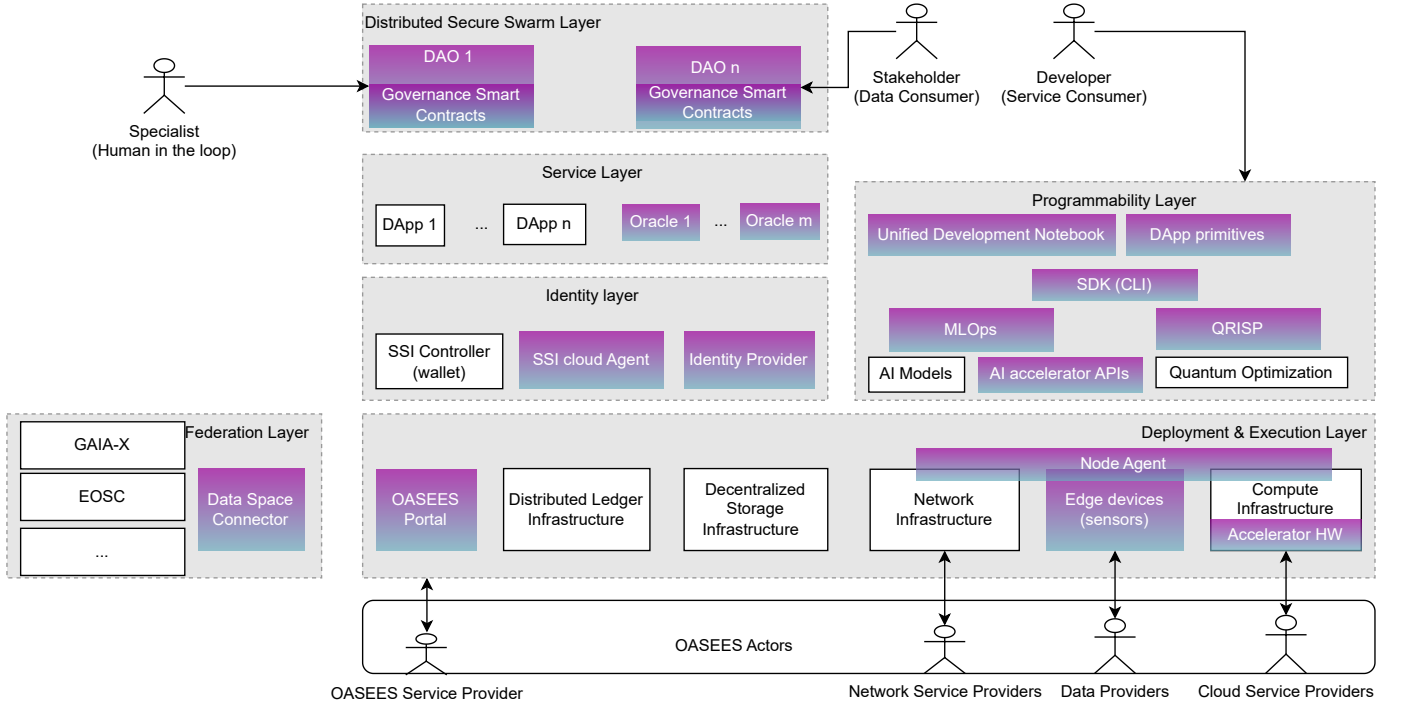 Distributed Secure Swarm Layer
DAO 1
Governance Smart
Contracts
DAO n
Governance Smart
Contracts
Specialist
(Human in the loop)
Stakeholder
(Data Consumer)
Developer
(Service Consumer)
Service Layer
DApp 1
...
DApp n
Oracle 1
...
Oracle m
Programmability Layer
Unified Development Notebook
DApp primitives
SDK (CLI)
MLOps
QRISP
AI Models
AI accelerator APIs
Quantum Optimization
Identity layer
SSI Controller
(wallet)
SSI cloud Agent
Identity Provider
Federation Layer
GAIA-X
EOSC
...
Data Space
Connector
Deployment & Execution Layer
OASEES
Portal
Distributed Ledger
Infrastructure
Decentralized
Storage
Infrastructure
Node Agent
Network
Infrastructure
Edge devices
(sensors)
Compute
Infrastructure
Accelerator HW
OASEES Actors
OASEES Service Provider
Network Service Providers
Data Providers
Cloud Service Providers